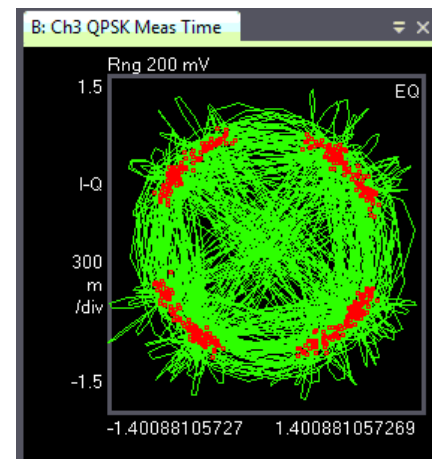 B: Ch3 QPSK Meas Time
Rng 200 mV
1.5
EQ
I-Q
300
m
/div
-1.5
-1.40088105727 1.400881057269